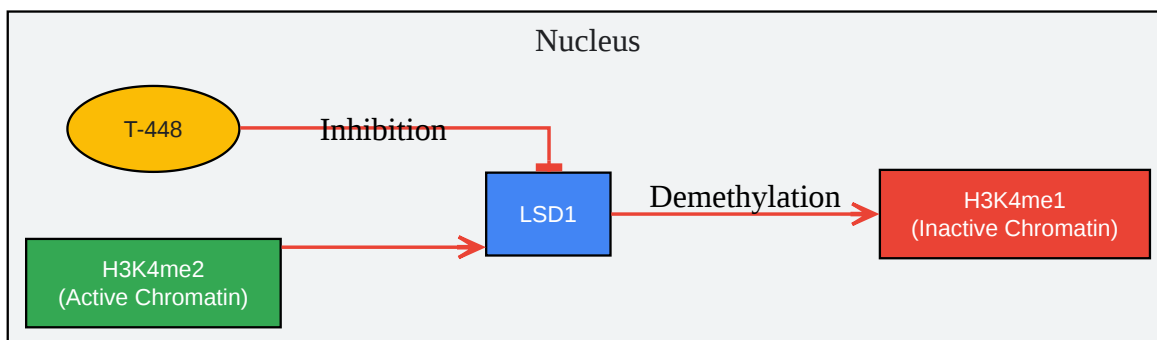 Nucleus
T-448
Inhibition
LSD1
Demethylation
H3K4me1
(Inactive Chromatin)
H3K4me2
(Active Chromatin)